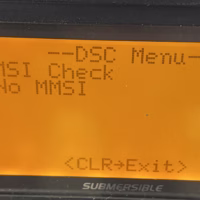 --DSC Menu-
MSI Check
No MMSI
<CLR→Exit>
SUBMERSIBLE